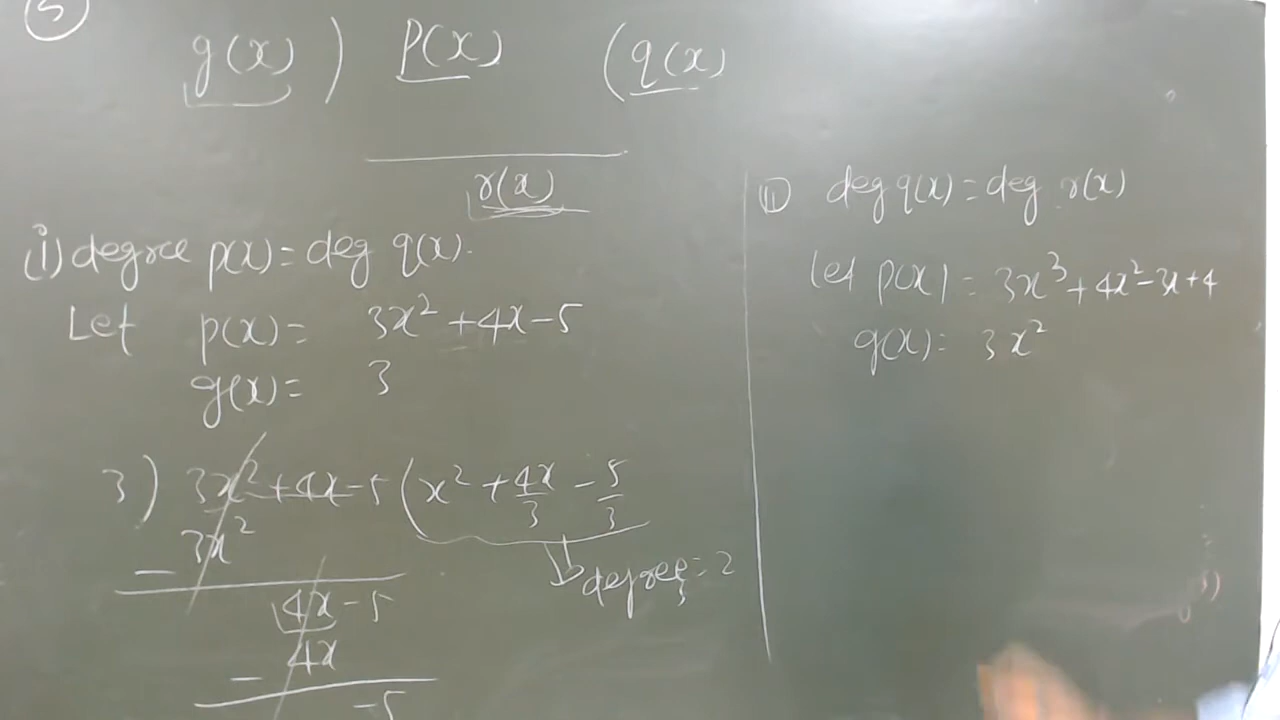 5
g(x) ) p(x) (q(x)
r(x)
(i) degree p(x) = deg q(x).
Let p(x) = 3x² + 4x - 5
g(x) = 3
3) 3x² + 4x - 5 (x² + 4x/3 - 5/3
3x²
-
degree = 2
4x - 5
4x
-
-5
(ii) deg q(x) = deg r(x)
let p(x) = 3x³ + 4x² - 3x + 4
g(x) = 3x²